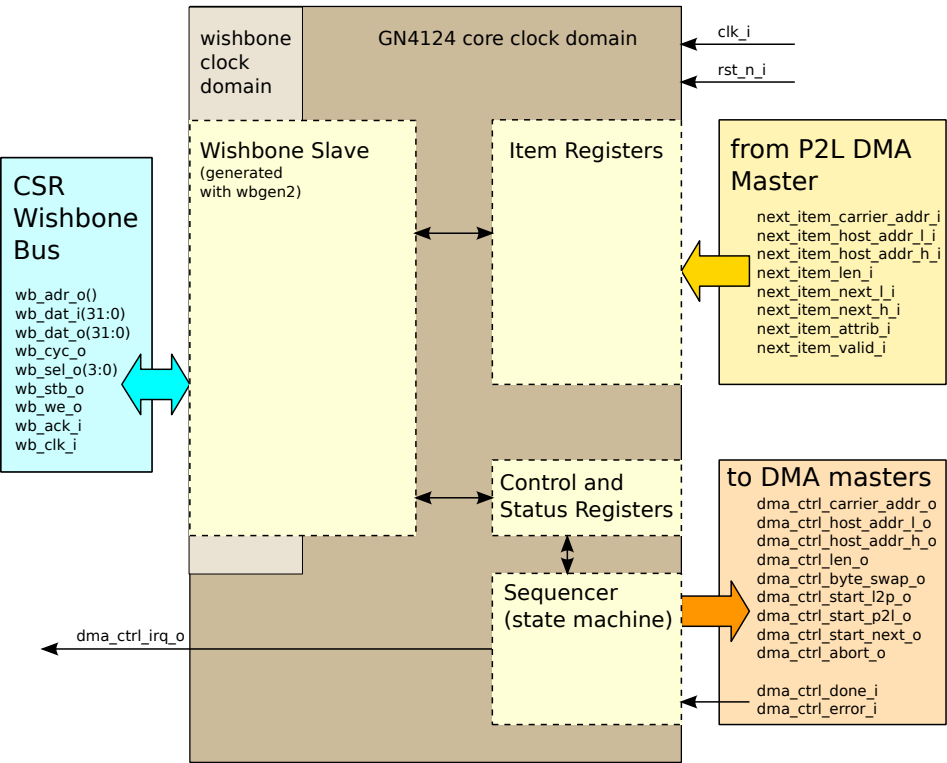 wishbone
clock
domain
GN4124 core clock domain
clk_i
rst_n_i
CSR
Wishbone
Bus
wb_adr_o()
wb_dat_i(31:0)
wb_dat_o(31:0)
wb_cyc_o
wb_sel_o(3:0)
wb_stb_o
wb_we_o
wb_ack_i
wb_clk_i
Wishbone Slave
(generated
with wbgen2)
Item Registers
from P2L DMA
Master
next_item_carrier_addr_i
next_item_host_addr_l_i
next_item_host_addr_h_i
next_item_len_i
next_item_next_l_i
next_item_next_h_i
next_item_attrib_i
next_item_valid_i
Control and
Status Registers
Sequencer
(state machine)
to DMA masters
dma_ctrl_carrier_addr_o
dma_ctrl_host_addr_l_o
dma_ctrl_host_addr_h_o
dma_ctrl_len_o
dma_ctrl_byte_swap_o
dma_ctrl_start_l2p_o
dma_ctrl_start_p2l_o
dma_ctrl_start_next_o
dma_ctrl_abort_o
dma_ctrl_done_i
dma_ctrl_error_i
dma_ctrl_irq_o